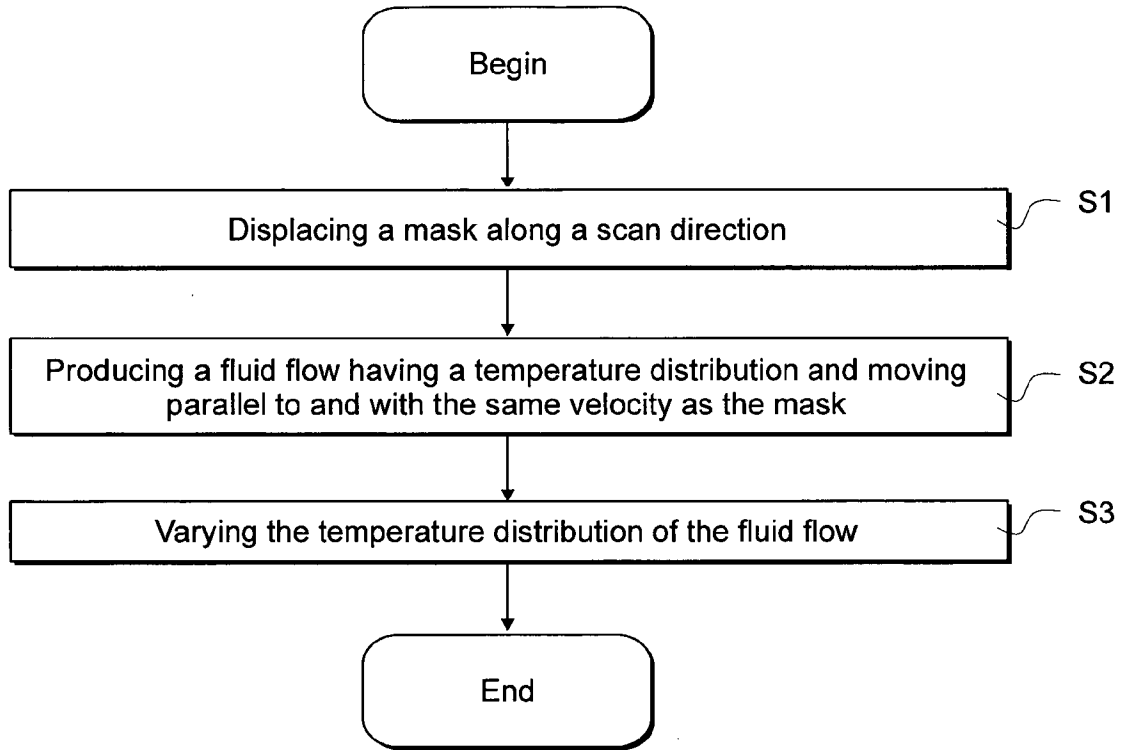 Begin
Displacing a mask along a scan direction
S1
Producing a fluid flow having a temperature distribution and moving
parallel to and with the same velocity as the mask
S2
Varying the temperature distribution of the fluid flow
S3
End